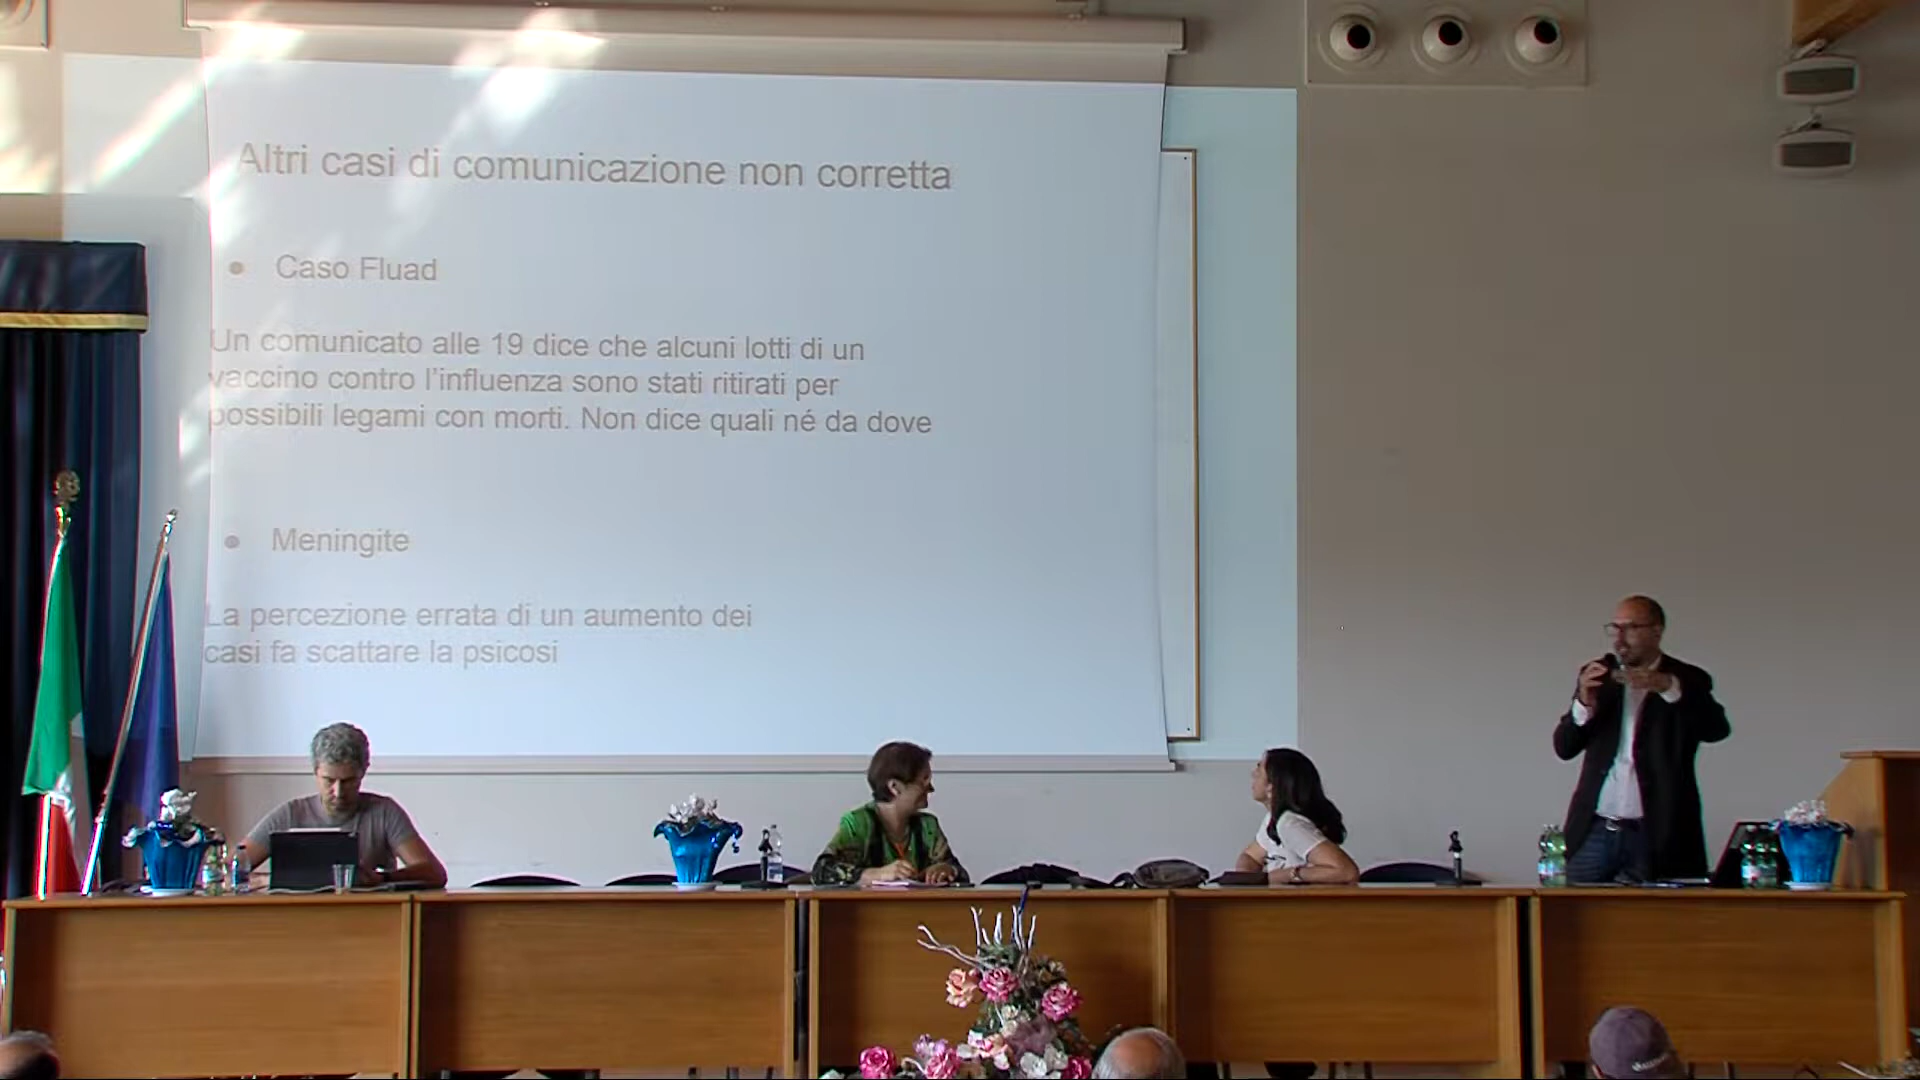 Altri casi di comunicazione non corretta
● Caso Fluad
Un comunicato alle 19 dice che alcuni lotti di un
vaccino contro l'influenza sono stati ritirati per
possibili legami con morti. Non dice quali né da dove
● Meningite
La percezione errata di un aumento dei
casi fa scattare la psicosi